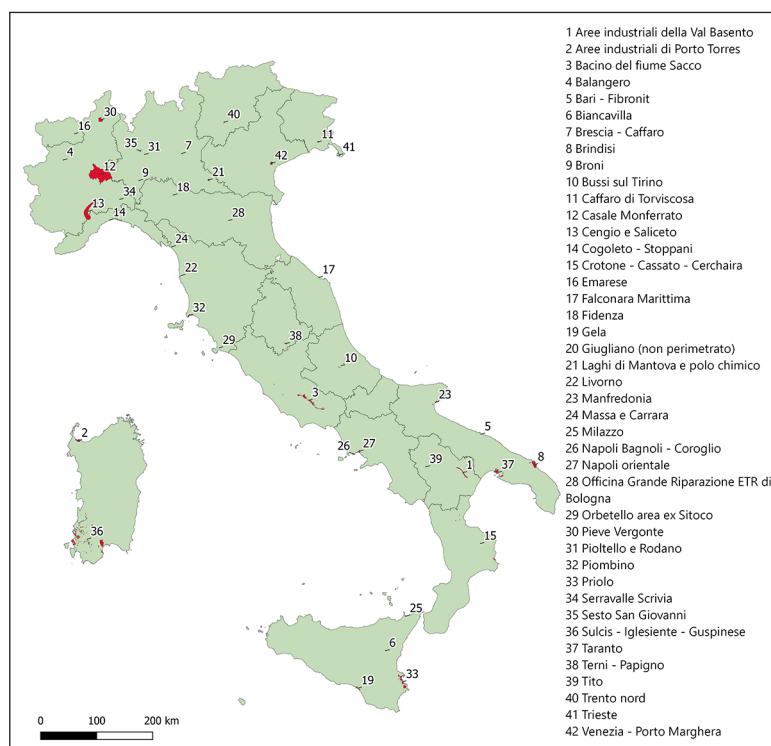 1 Aree industriali della Val Basento
2 Aree industriali di Porto Torres
3 Bacino del fiume Sacco
4 Balangero
5 Bari - Fibronit
6 Biancavilla
7 Brescia - Caffaro
8 Brindisi
9 Broni
10 Bussi sul Tirino
11 Caffaro di Torviscosa
12 Casale Monferrato
13 Cengio e Saliceto
14 Cogoleto - Stoppani
15 Crotone - Cassato - Cerchaira
16 Emarese
17 Falconara Marittima
18 Fidenza
19 Gela
20 Giugliano (non perimetrato)
21 Laghi di Mantova e polo chimico
22 Livorno
23 Manfredonia
24 Massa e Carrara
25 Milazzo
26 Napoli Bagnoli - Coroglio
27 Napoli orientale
28 Officina Grande Riparazione ETR di
Bologna
29 Orbetello area ex Sitoco
30 Pieve Vergonte
31 Pioltello e Rodano
32 Piombino
33 Priolo
34 Serravalle Scrivia
35 Sesto San Giovanni
36 Sulcis - Iglesiente - Guspinese
37 Taranto
38 Terni - Papigno
39 Tito
40 Trento nord
41 Trieste
42 Venezia - Porto Marghera
30
40
16
11
35
31
7
41
4
42
12
21
9
18
34
13
14
28
24
17
22
32
38
29
10
3
23
5
2
26
27
39
1
37
8
36
15
25
6
33
19
0 100 200 km